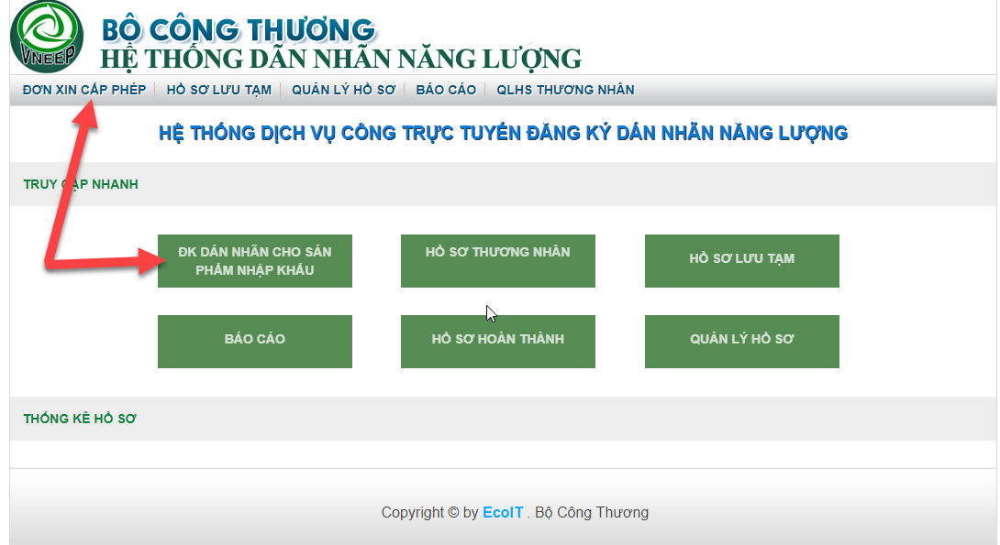 BỘ CÔNG THƯƠNG
VNEEP
HỆ THỐNG DÃN NHÃN NĂNG LƯỢNG
ĐƠN XIN CẤP PHÉP HỒ SƠ LƯU TẠM QUẢN LÝ HỒ SƠ BÁO CÁO QLHS THƯƠNG NHÂN
HỆ THỐNG DỊCH VỤ CÔNG TRỰC TUYẾN ĐĂNG KÝ DÁN NHÃN NĂNG LƯỢNG
TRUY CẬP NHANH
ĐK DÁN NHÃN CHO SẢN
PHẨM NHẬP KHẨU
HỒ SƠ THƯƠNG NHÂN
HỒ SƠ LƯU TẠM
BÁO CÁO
HỒ SƠ HOÀN THÀNH
QUẢN LÝ HỒ SƠ
THỐNG KÊ HỒ SƠ
Copyright © by EcoIT . Bộ Công Thương